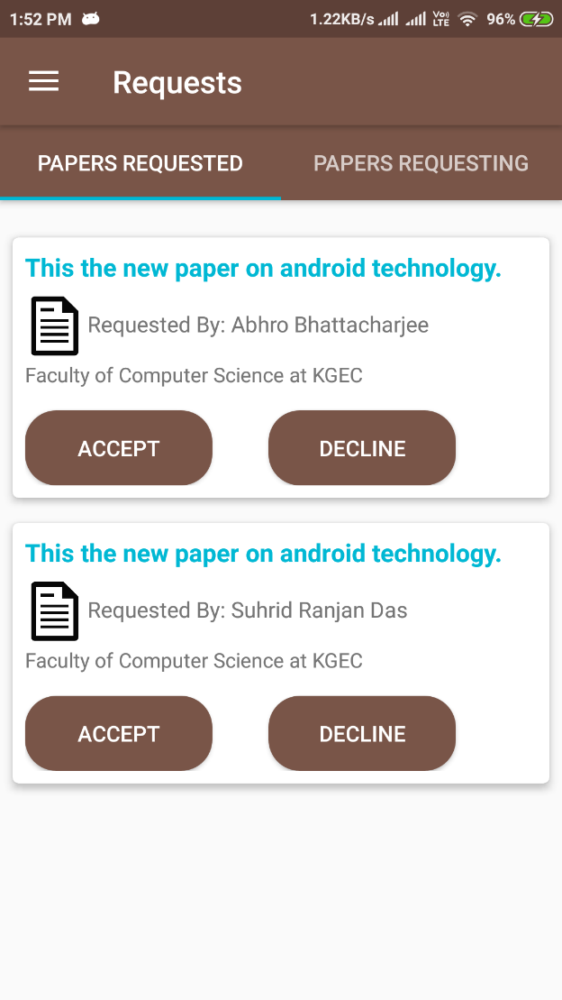 1:52 PM 1.22KB/s Vo) LTE 96%
Requests
PAPERS REQUESTED PAPERS REQUESTING
This the new paper on android technology.
Requested By: Abhro Bhattacharjee
Faculty of Computer Science at KGEC
ACCEPT DECLINE
This the new paper on android technology.
Requested By: Suhrid Ranjan Das
Faculty of Computer Science at KGEC
ACCEPT DECLINE